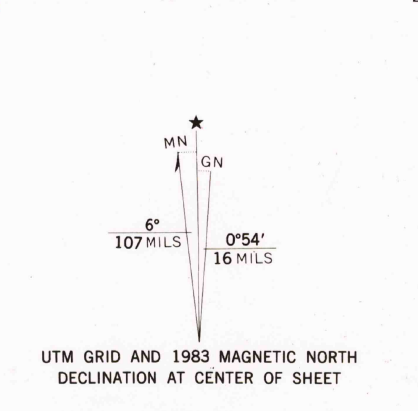 ★
MN
GN
6°
107 MILS
0°54′
16 MILS
UTM GRID AND 1983 MAGNETIC NORTH
DECLINATION AT CENTER OF SHEET